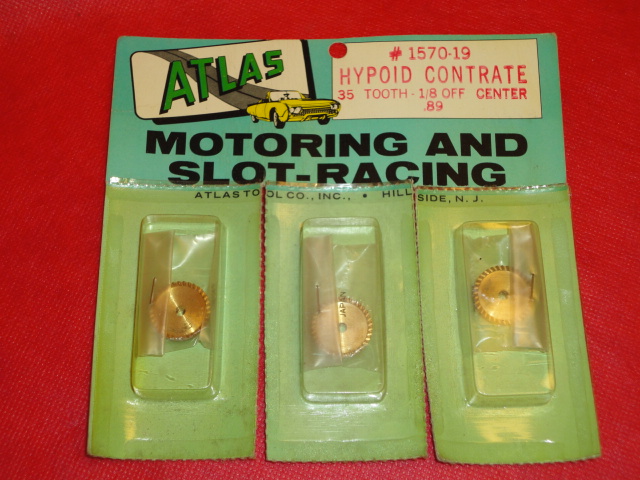 ATLAS
# 1570-19
HYPOID CONTRATE
35 TOOTH - 1/8 OFF CENTER
.89
MOTORING AND
SLOT-RACING
ATLAS TOOL CO., INC., • HILLSIDE, N. J.
JAPAN